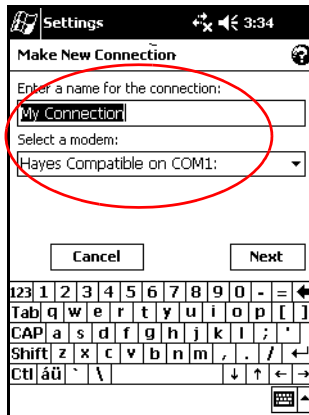 Settings 3:34
Make New Connection
Enter a name for the connection:
My Connection
Select a modem:
Hayes Compatible on COM1:
Cancel Next
123 1 2 3 4 5 6 7 8 9 0 - =
Tab q w e r t y u i o p [ ]
CAP a s d f g h j k l ; '
Shift z x c v b n m , . /
Ctl áü ` \